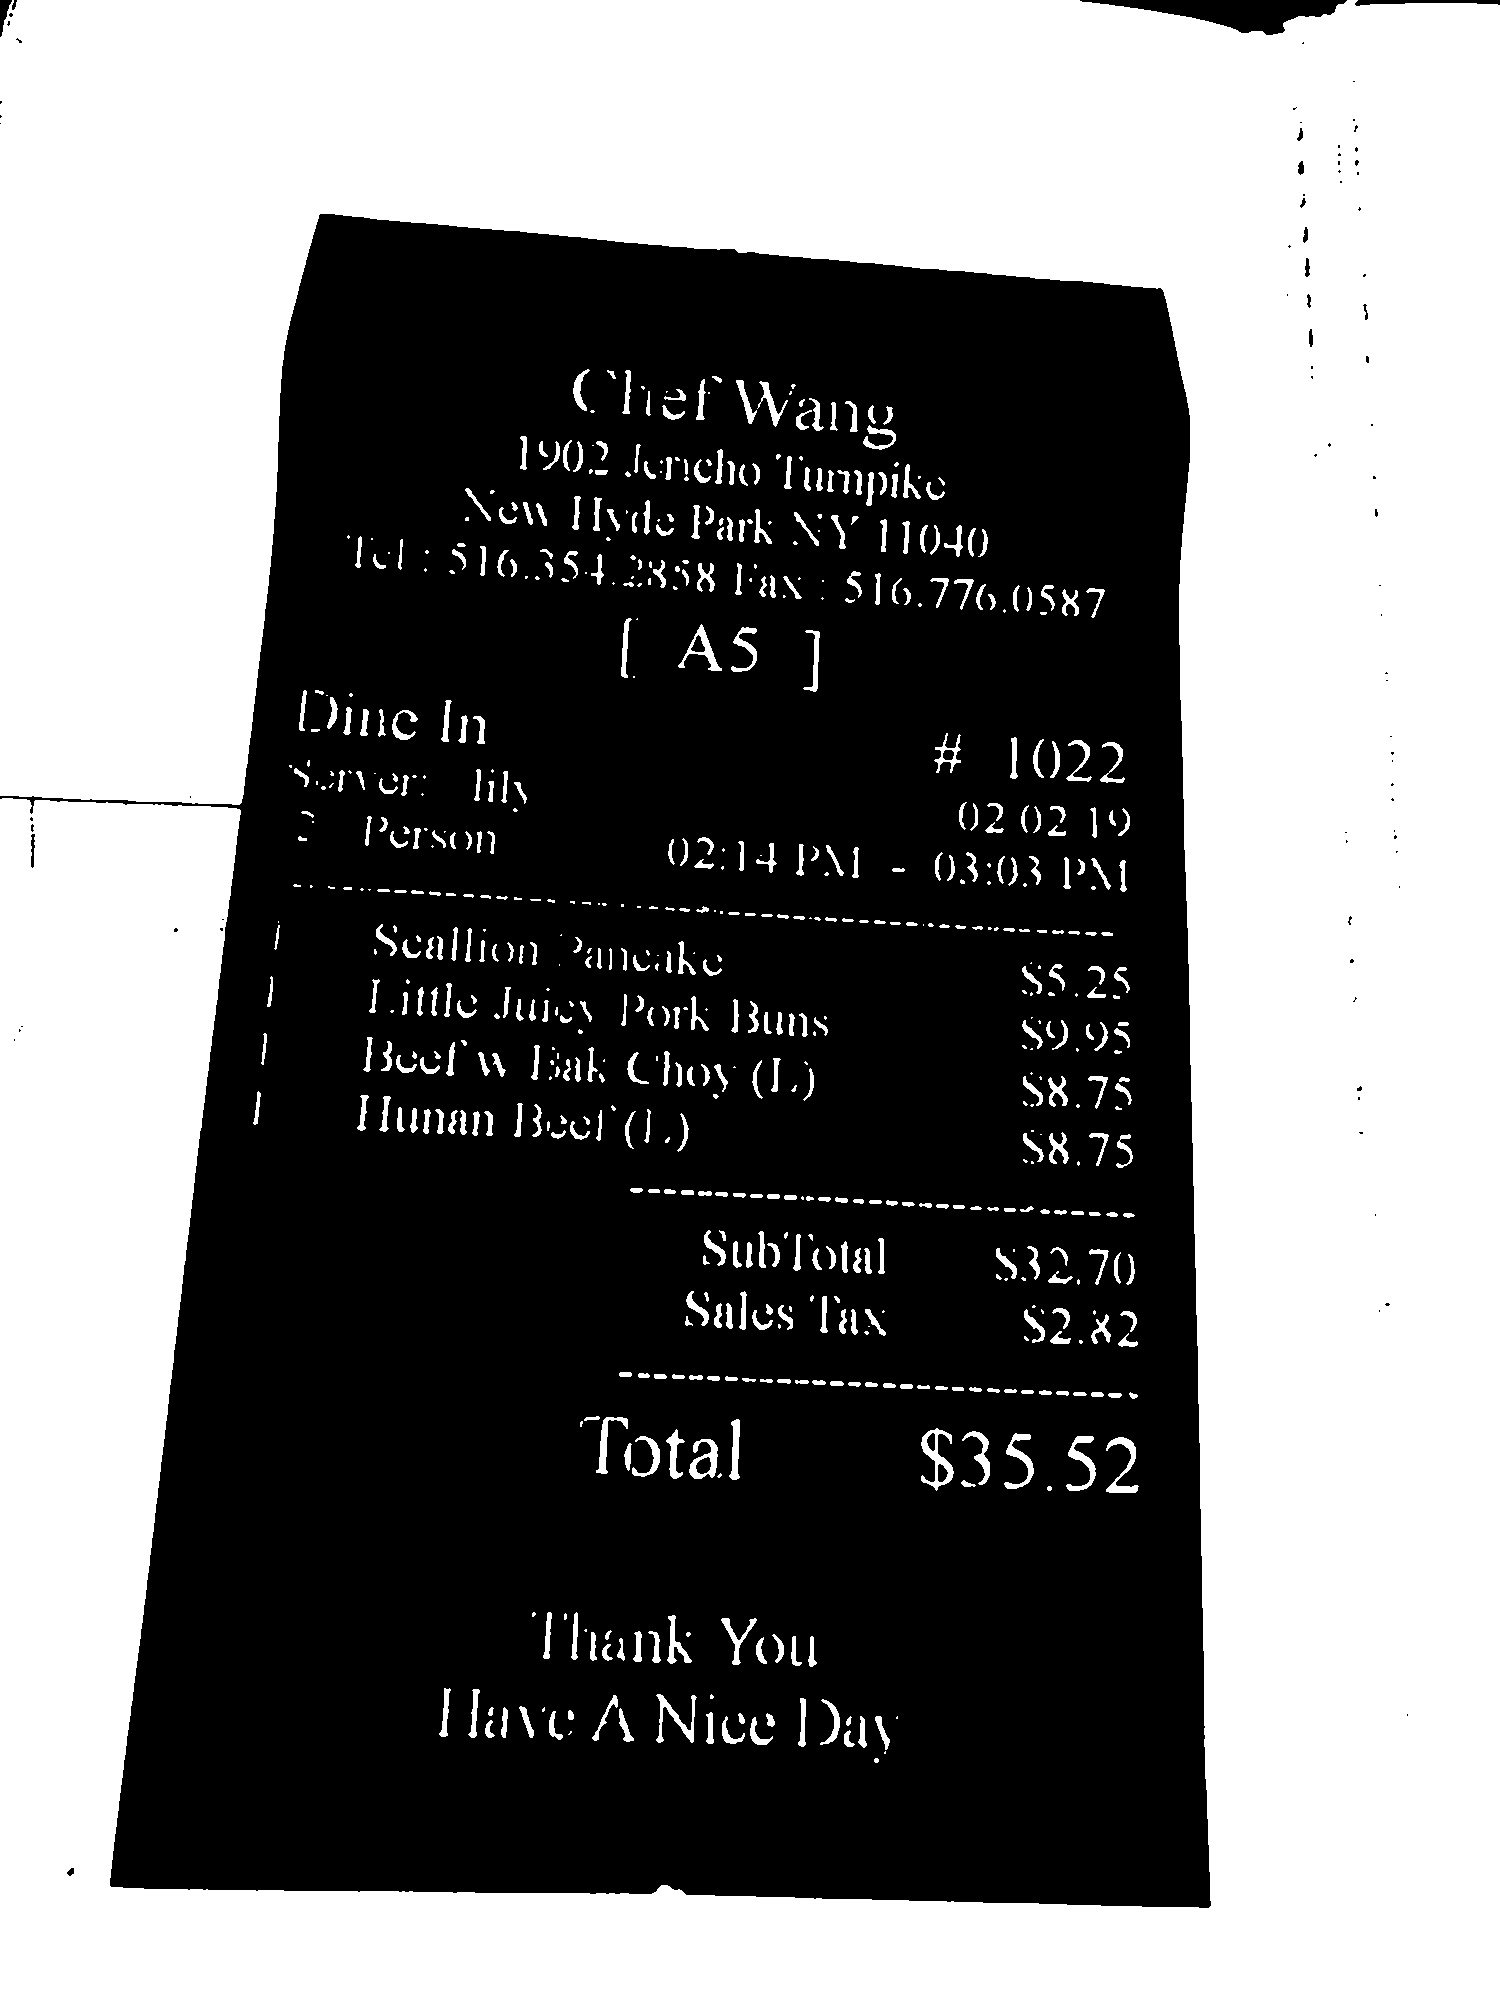 Chef Wang
1902 Jericho Turnpike
New Hyde Park NY 11040
Tel : 516.354.2858 Fax : 516.776.0587
[ A5 ]
Dine In # 1022
Server: lily 02 02 19
2 Person 02:14 PM - 03:03 PM
1 Scallion Pancake $5.25
1 Little Juicy Pork Buns $9.95
1 Beef w Bak Choy (L) $8.75
1 Hunan Beef (L) $8.75
SubTotal $32.70
Sales Tax $2.82
Total $35.52
Thank You
Have A Nice Day